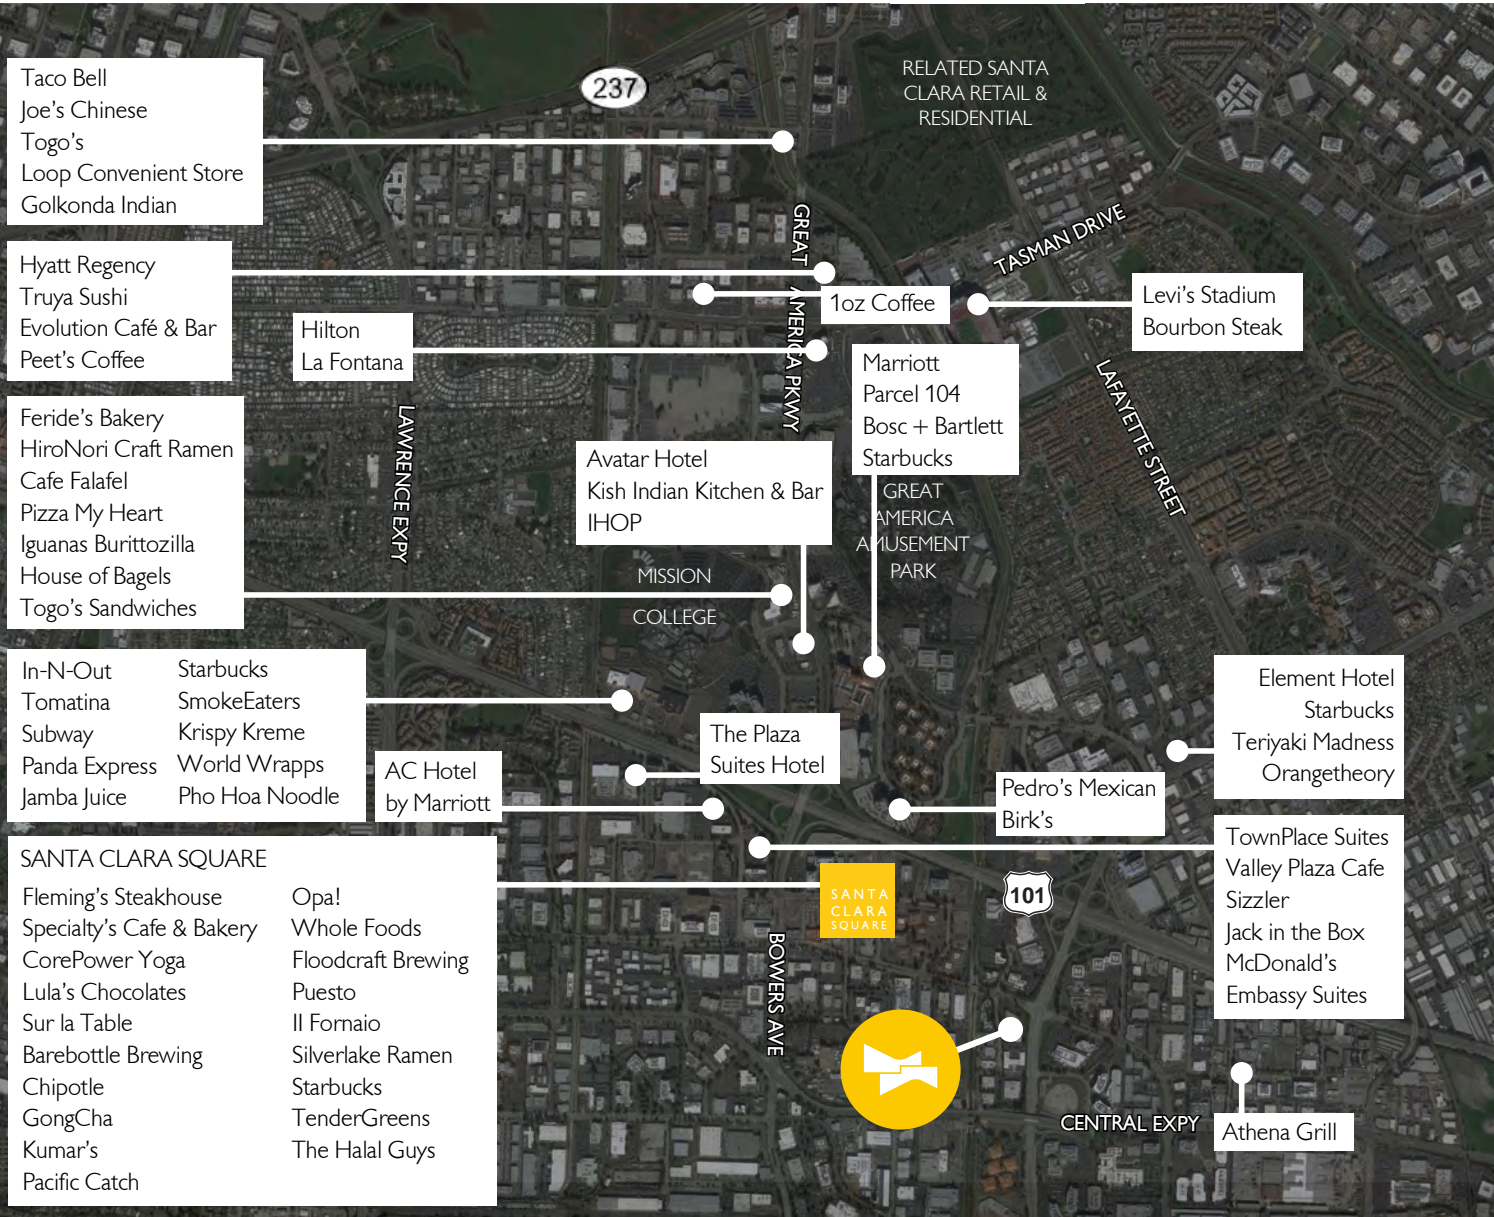 237
RELATED SANTA
CLARA RETAIL &
RESIDENTIAL
Taco Bell
Joe's Chinese
Togo's
Loop Convenient Store
Golkonda Indian
GREAT AMERICA PKWY
TASMAN DRIVE
Hyatt Regency
Truya Sushi
Evolution Café & Bar
Peet's Coffee
1oz Coffee
Levi's Stadium
Bourbon Steak
Hilton
La Fontana
Marriott
Parcel 104
Bosc + Bartlett
Starbucks
LAFAYETTE STREET
LAWRENCE EXPY
Feride's Bakery
HiroNori Craft Ramen
Cafe Falafel
Pizza My Heart
Iguanas Burittozilla
House of Bagels
Togo's Sandwiches
Avatar Hotel
Kish Indian Kitchen & Bar
IHOP
GREAT
AMERICA
AMUSEMENT
PARK
MISSION
COLLEGE
In-N-Out
Tomatina
Subway
Panda Express
Jamba Juice
Starbucks
SmokeEaters
Krispy Kreme
World Wrapps
Pho Hoa Noodle
AC Hotel
by Marriott
The Plaza
Suites Hotel
Element Hotel
Starbucks
Teriyaki Madness
Orangetheory
Pedro's Mexican
Birk's
TownPlace Suites
Valley Plaza Cafe
Sizzler
Jack in the Box
McDonald's
Embassy Suites
SANTA CLARA SQUARE
Fleming's Steakhouse
Specialty's Cafe & Bakery
CorePower Yoga
Lula's Chocolates
Sur la Table
Barebottle Brewing
Chipotle
GongCha
Kumar's
Pacific Catch
Opa!
Whole Foods
Floodcraft Brewing
Puesto
Il Fornaio
Silverlake Ramen
Starbucks
TenderGreens
The Halal Guys
SANTA
CLARA
SQUARE
101
BOWERS AVE
CENTRAL EXPY
Athena Grill